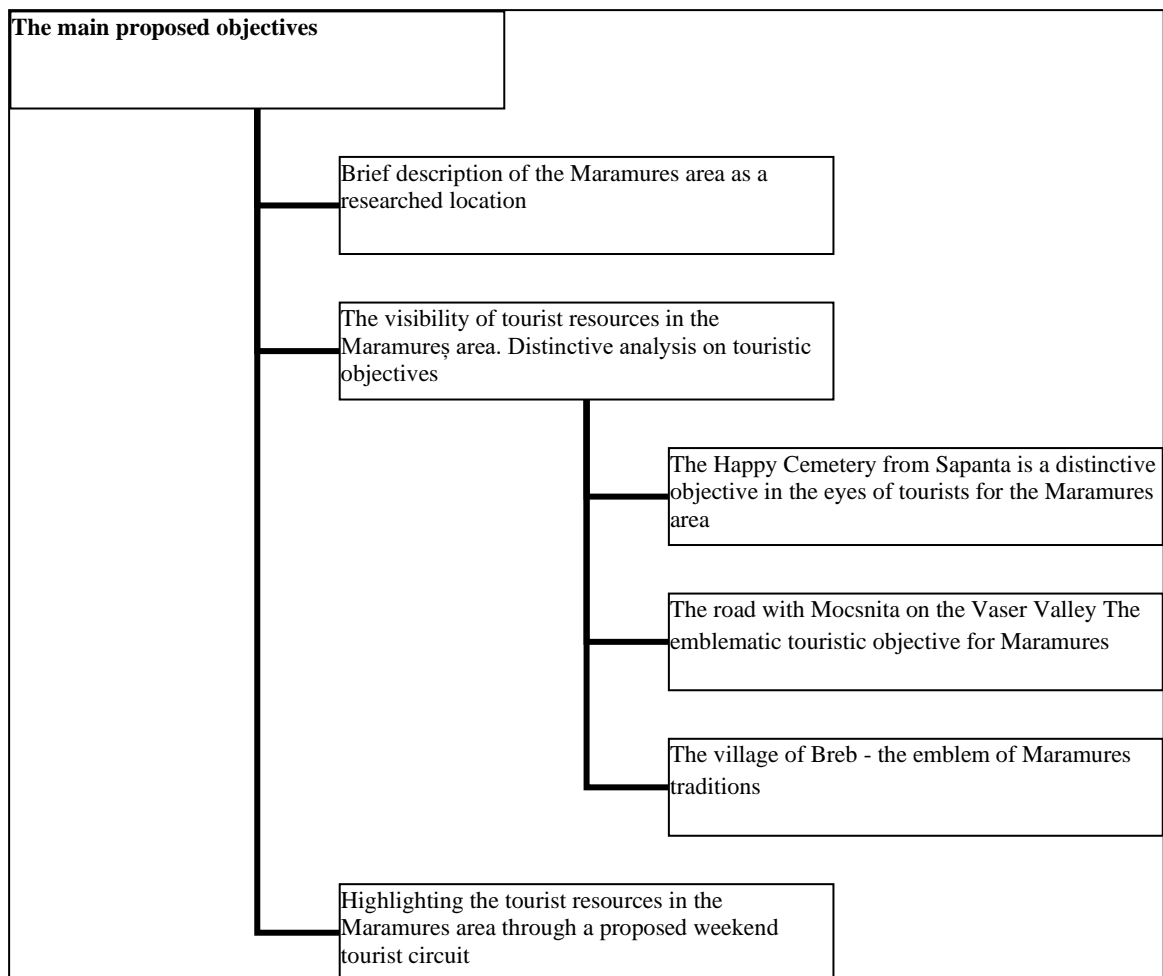 The main proposed objectives
Brief description of the Maramures area as a
researched location
The visibility of tourist resources in the
Maramureș area. Distinctive analysis on touristic
objectives
The Happy Cemetery from Sapanta is a distinctive
objective in the eyes of tourists for the Maramures
area
The road with Mocsnita on the Vaser Valley The
emblematic touristic objective for Maramures
The village of Breb - the emblem of Maramures
traditions
Highlighting the tourist resources in the
Maramures area through a proposed weekend
tourist circuit